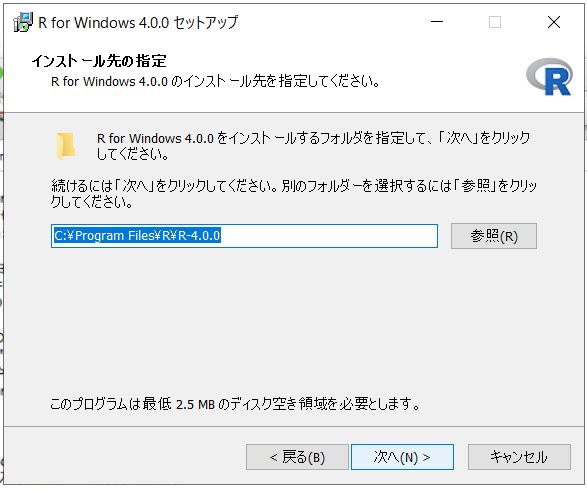 R for Windows 4.0.0 セットアップ
インストール先の指定
R for Windows 4.0.0 のインストール先を指定してください。
R
R for Windows 4.0.0 をインストールするフォルダを指定して、「次へ」をクリック
してください。
続けるには「次へ」をクリックしてください。別のフォルダーを選択するには「参照」をクリッ
クしてください。
C:¥Program Files¥R¥R-4.0.0
参照(R)
このプログラムは最低 2.5 MB のディスク空き領域を必要とします。
< 戻る(B)
次へ(N) >
キャンセル